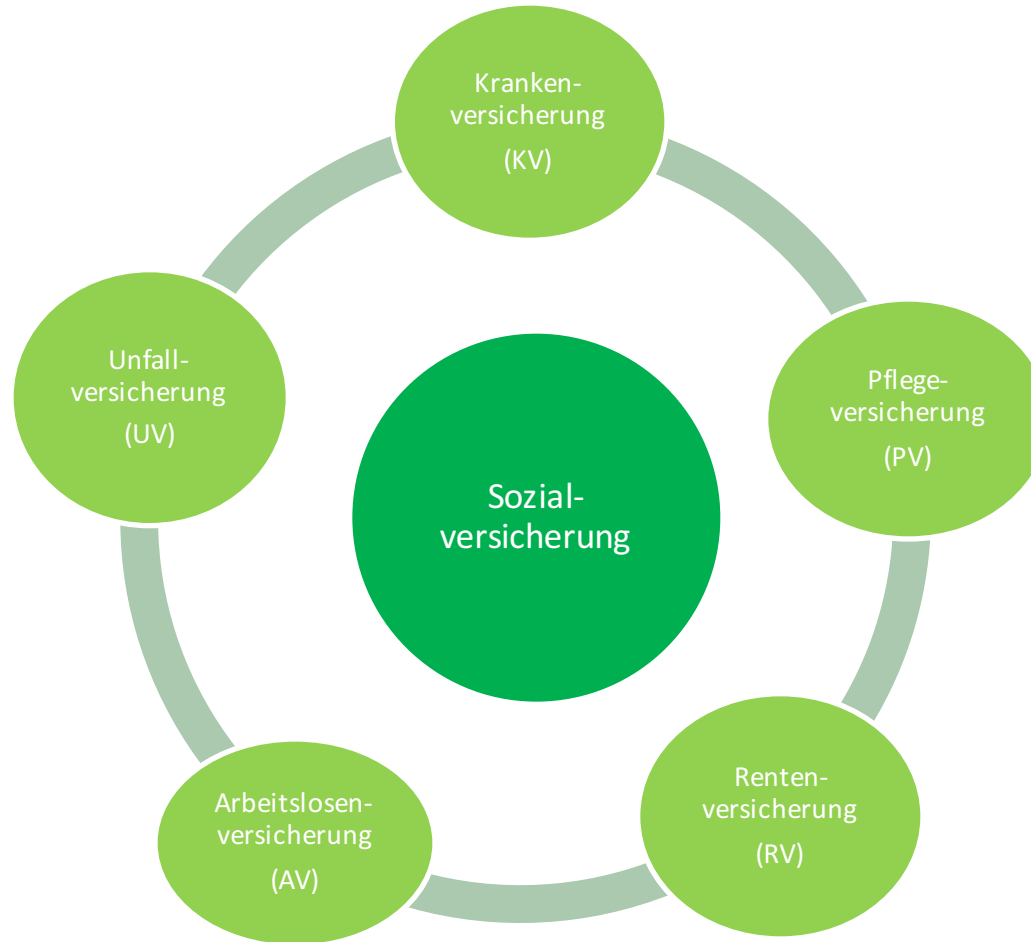 Kranken-
versicherung
(KV)
Unfall-
versicherung
(UV)
Pflege-
versicherung
(PV)
Sozial-
versicherung
Arbeitslosen-
versicherung
(AV)
Renten-
versicherung
(RV)